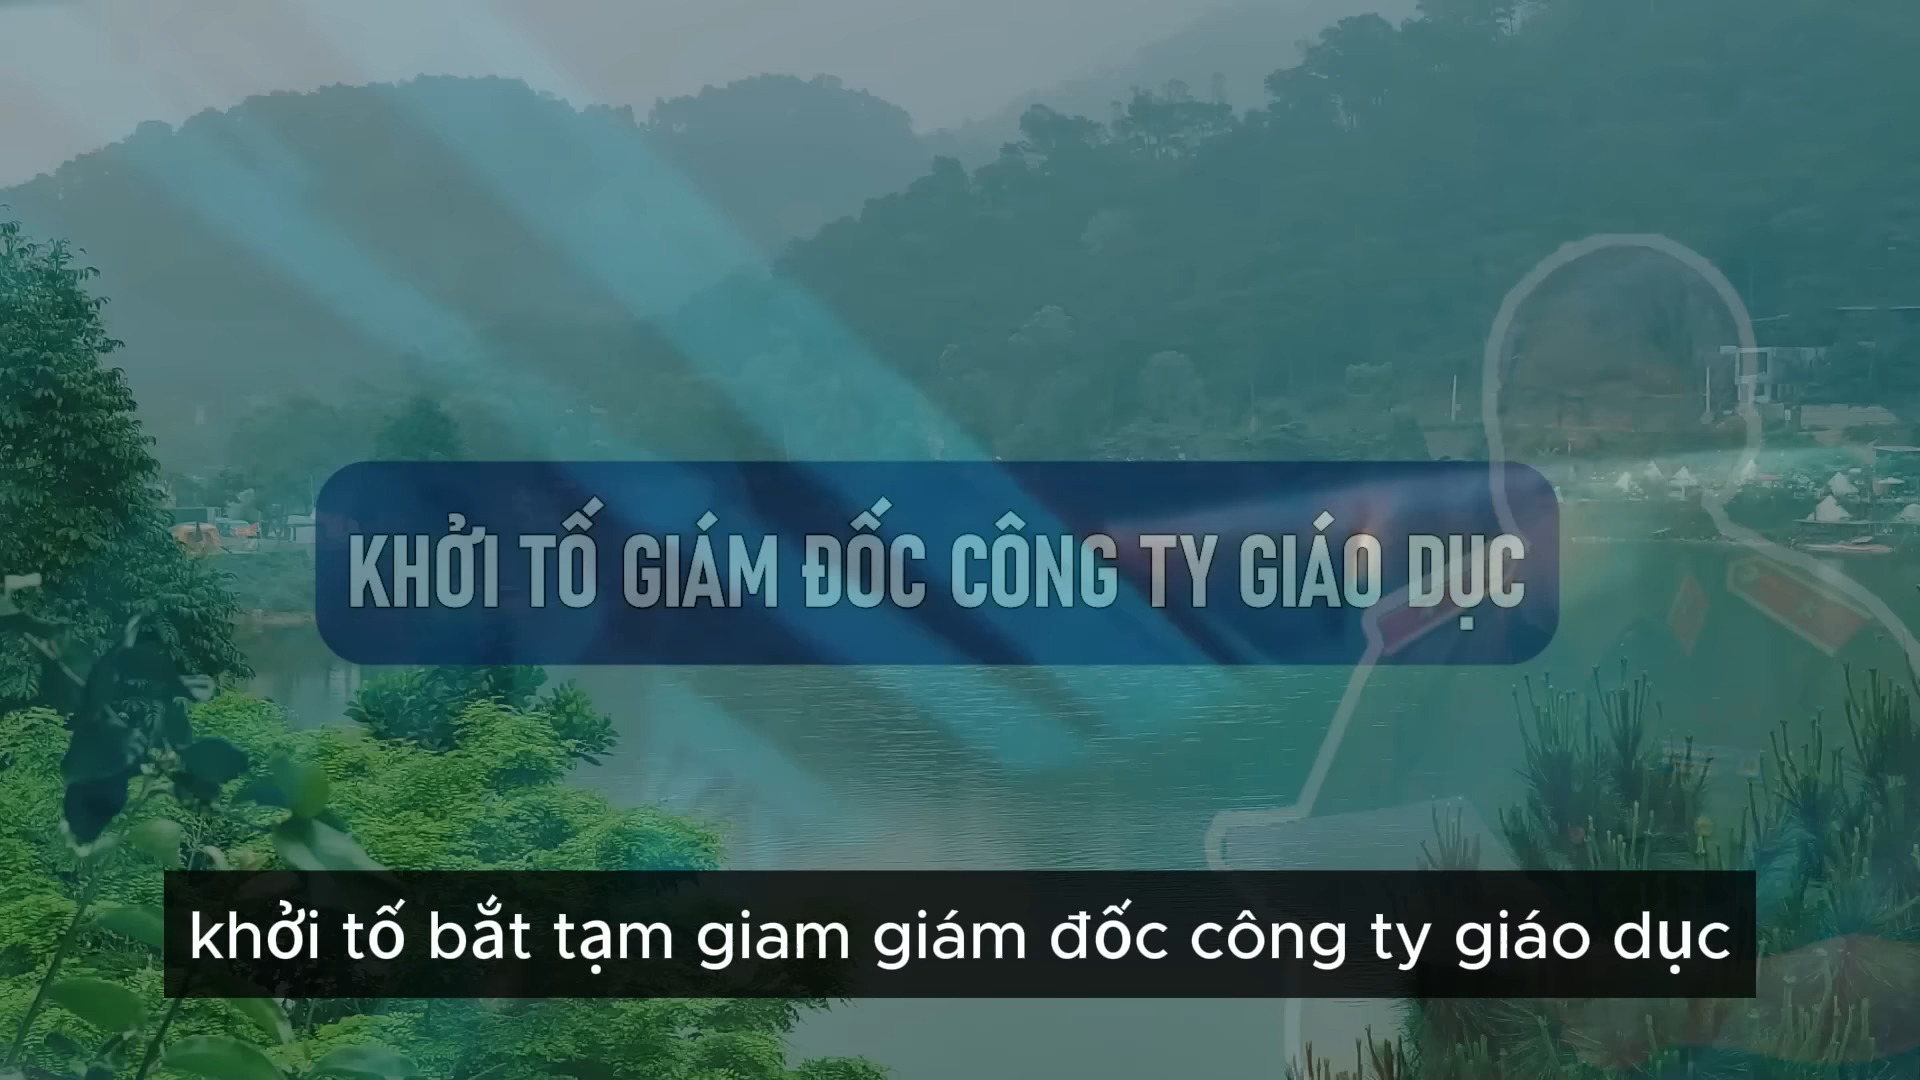 KHỞI TỐ GIÁM ĐỐC CÔNG TY GIÁO DỤC
khởi tố bắt tạm giam giám đốc công ty giáo dục